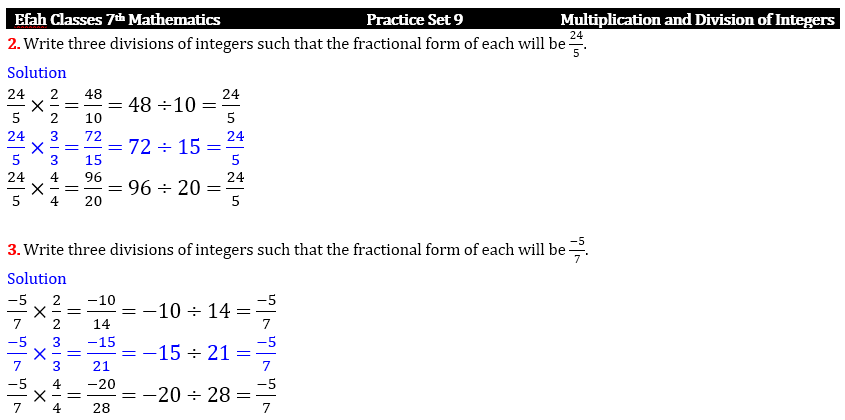 Efah Classes 7th Mathematics Practice Set 9 Multiplication and Division of Integers
2. Write three divisions of integers such that the fractional form of each will be 24/5.
Solution
24/5 × 2/2 = 48/10 = 48 ÷10 = 24/5
24/5 × 3/3 = 72/15 = 72 ÷ 15 = 24/5
24/5 × 4/4 = 96/20 = 96 ÷ 20 = 24/5
3. Write three divisions of integers such that the fractional form of each will be −5/7.
Solution
−5/7 × 2/2 = −10/14 = −10 ÷ 14 = −5/7
−5/7 × 3/3 = −15/21 = −15 ÷ 21 = −5/7
−5/7 × 4/4 = −20/28 = −20 ÷ 28 = −5/7